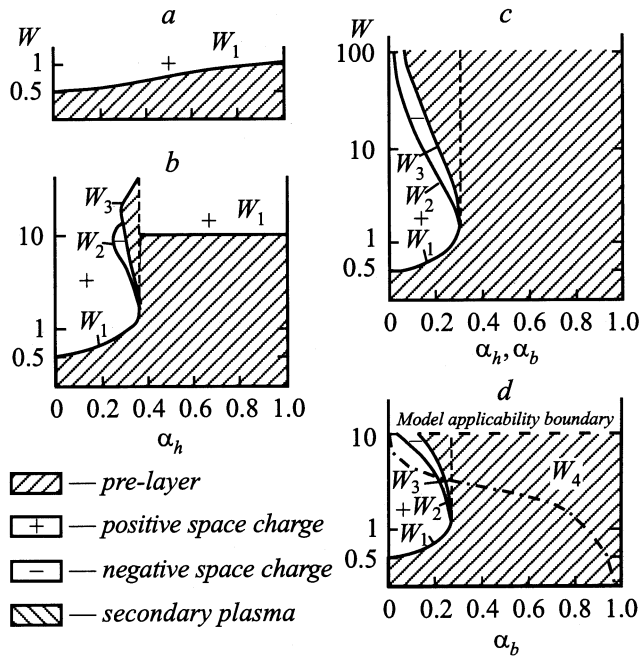 a
W
1
0.5
+
W1
b
W3
10
W2
+
+
W1
1
W1
0.5
0
0.2
0.4
0.6
0.8
1.0
αh
c
W
100
10
1
0.5
−
W3
W2
+
W1
0
0.2
0.4
0.6
0.8
1.0
αh, αb
d
Model applicability boundary
10
W4
W3
+W2
1
W1
0.5
0
0.2
0.4
0.6
0.8
1.0
αb
— pre-layer
+ — positive space charge
− — negative space charge
— secondary plasma